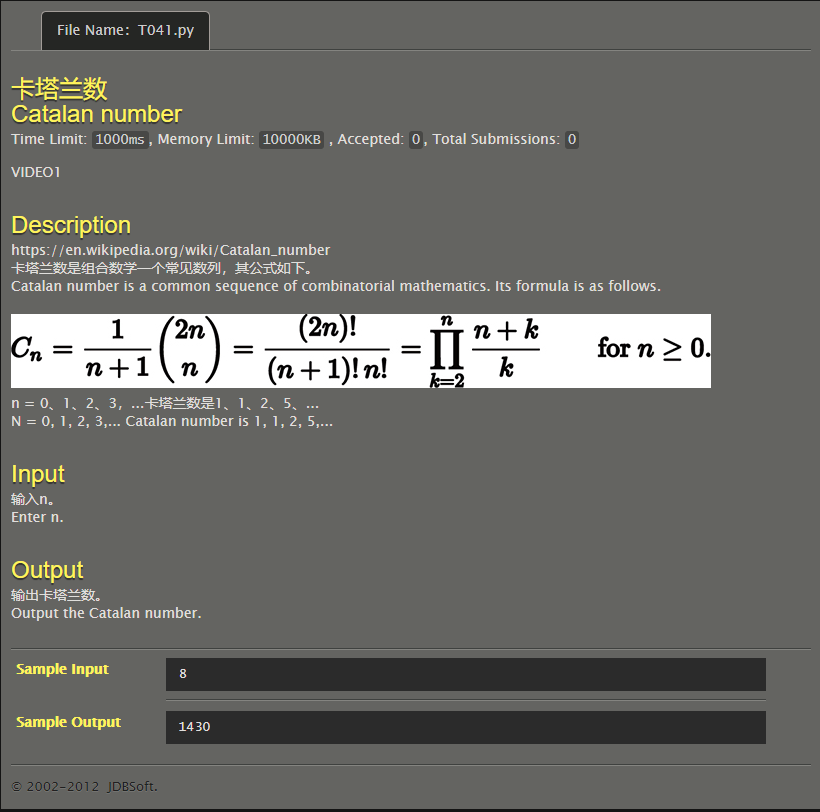 File Name: T041.py
卡塔兰数
Catalan number
Time Limit: 1000ms, Memory Limit: 10000KB , Accepted: 0, Total Submissions: 0
VIDEO1
Description
https://en.wikipedia.org/wiki/Catalan_number
卡塔兰数是组合数学一个常见数列，其公式如下。
Catalan number is a common sequence of combinatorial mathematics. Its formula is as follows.
C_n = \frac{1}{n+1}\binom{2n}{n} = \frac{(2n)!}{(n+1)!\,n!} = \prod_{k=2}^{n}\frac{n+k}{k} for n ≥ 0.
n = 0、1、2、3，...卡塔兰数是1、1、2、5、...
N = 0, 1, 2, 3,... Catalan number is 1, 1, 2, 5,...
Input
输入n。
Enter n.
Output
输出卡塔兰数。
Output the Catalan number.
Sample Input
8
Sample Output
1430
© 2002-2012 JDBSoft.